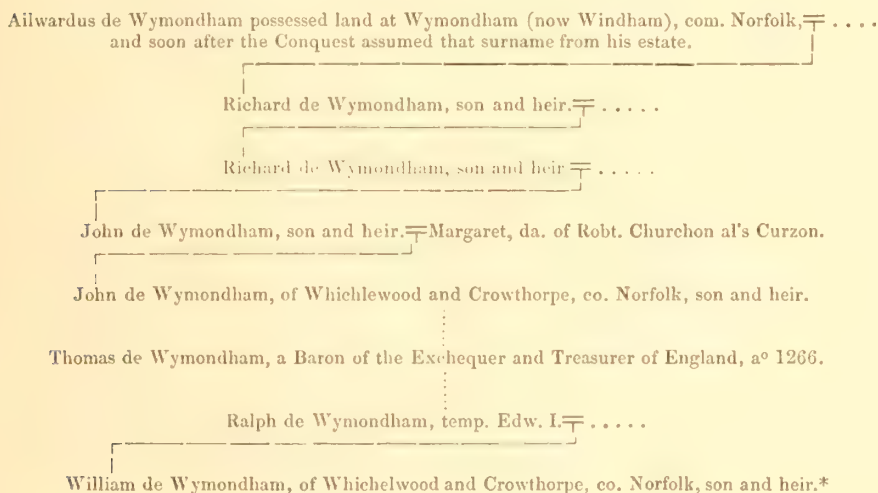 Ailwardus de Wymondham possessed land at Wymondham (now Windham), com. Norfolk, . . . .
and soon after the Conquest assumed that surname from his estate.
Richard de Wymondham, son and heir. . . . . .
Richard de Wymondham, son and heir . . . . .
John de Wymondham, son and heir. Margaret, da. of Robt. Churchon al's Curzon.
John de Wymondham, of Whichlewood and Crowthorpe, co. Norfolk, son and heir.
Thomas de Wymondham, a Baron of the Exchequer and Treasurer of England, aº 1266.
Ralph de Wymondham, temp. Edw. I. . . . . .
William de Wymondham, of Whichelwood and Crowthorpe, co. Norfolk, son and heir.*